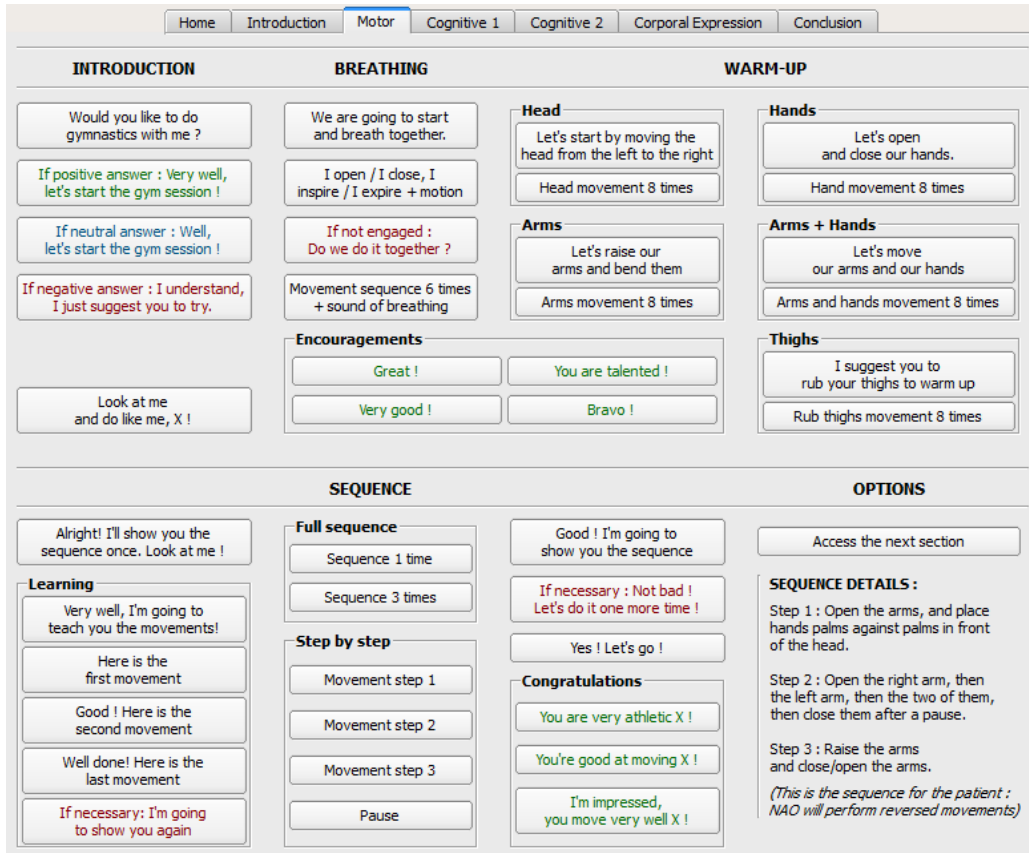 Home Introduction Motor Cognitive 1 Cognitive 2 Corporal Expression Conclusion
INTRODUCTION
Would you like to do
gymnastics with me ?
If positive answer : Very well,
let's start the gym session !
If neutral answer : Well,
let's start the gym session !
If negative answer : I understand,
I just suggest you to try.
Look at me
and do like me, X !
BREATHING
We are going to start
and breath together.
I open / I close, I
inspire / I expire + motion
If not engaged :
Do we do it together ?
Movement sequence 6 times
+ sound of breathing
Encouragements
Great !
You are talented !
Very good !
Bravo !
WARM-UP
Head
Let's start by moving the
head from the left to the right
Head movement 8 times
Arms
Let's raise our
arms and bend them
Arms movement 8 times
Hands
Let's open
and close our hands.
Hand movement 8 times
Arms + Hands
Let's move
our arms and our hands
Arms and hands movement 8 times
Thighs
I suggest you to
rub your thighs to warm up
Rub thighs movement 8 times
SEQUENCE
Alright! I'll show you the
sequence once. Look at me !
Learning
Very well, I'm going to
teach you the movements!
Here is the
first movement
Good ! Here is the
second movement
Well done! Here is the
last movement
If necessary: I'm going
to show you again
Full sequence
Sequence 1 time
Sequence 3 times
Step by step
Movement step 1
Movement step 2
Movement step 3
Pause
Good ! I'm going to
show you the sequence
If necessary : Not bad !
Let's do it one more time !
Yes ! Let's go !
Congratulations
You are very athletic X !
You're good at moving X !
I'm impressed,
you move very well X !
OPTIONS
Access the next section
SEQUENCE DETAILS :
Step 1 : Open the arms, and place
hands palms against palms in front
of the head.
Step 2 : Open the right arm, then
the left arm, then the two of them,
then close them after a pause.
Step 3 : Raise the arms
and close/open the arms.
(This is the sequence for the patient :
NAO will perform reversed movements)